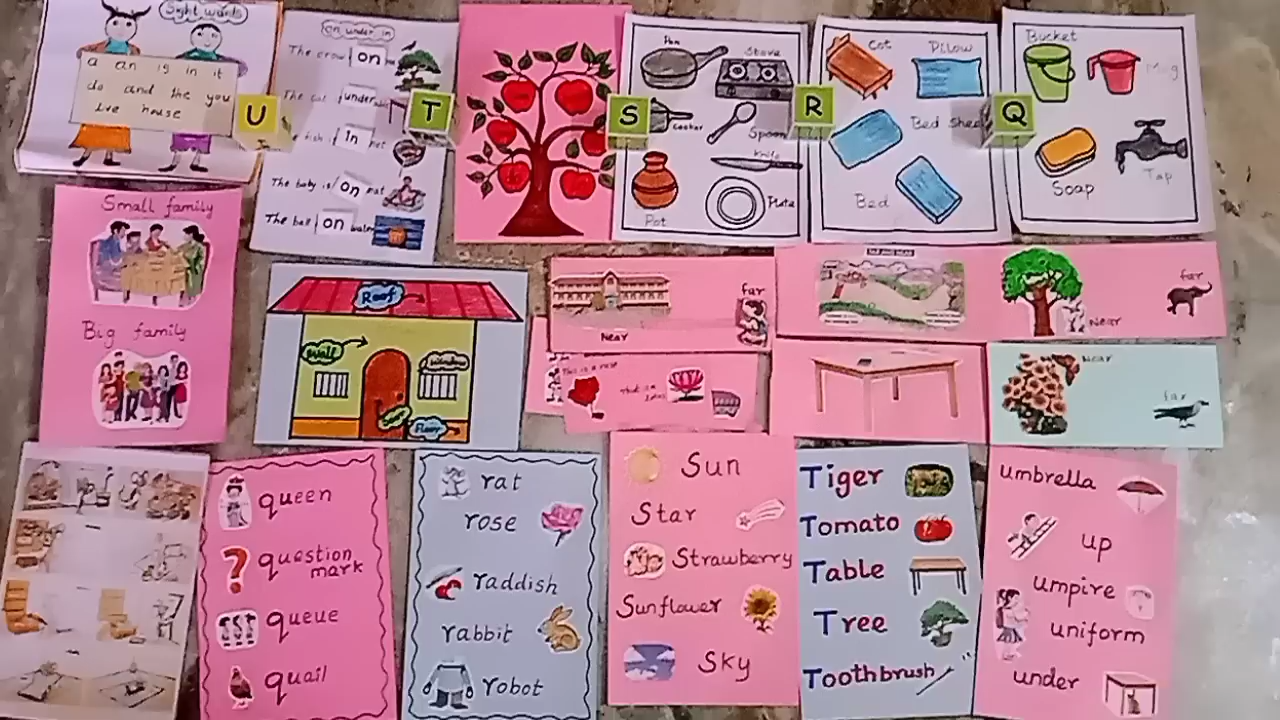 Sight words
a an is in it
do and the you
house
U
on under in
The crow on
The cat under
fish in
The baby is on mat
The ball on water
T
S
Pan
Stove
Cooker
Spoon
Knife
Pot
Plate
R
Cot
Pillow
Bed Sheet
Bed
Q
Bucket
Mug
Soap
Tap
Small family
Big family
Roof
Wall
Window
Door
Floor
far
Near
This is a rose
that is a
lotus
far
Near
Near
far
queen
question
mark
queue
quail
rat
rose
raddish
rabbit
robot
Sun
Star
Strawberry
Sunflower
Sky
Tiger
Tomato
Table
Tree
Toothbrush
umbrella
up
umpire
uniform
under